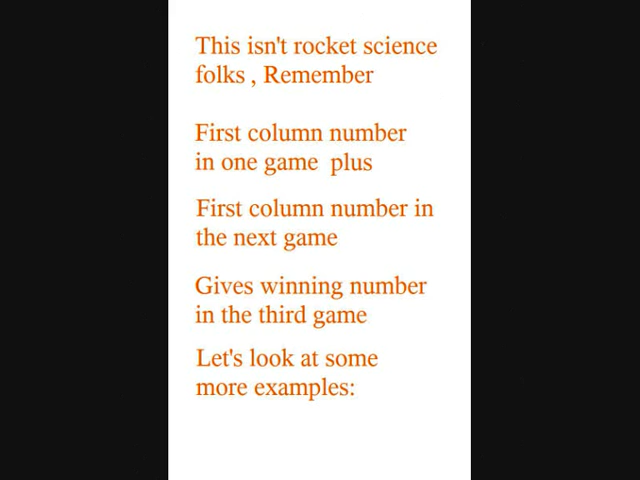 This isn't rocket science
folks , Remember
First column number
in one game plus
First column number in
the next game
Gives winning number
in the third game
Let's look at some
more examples: